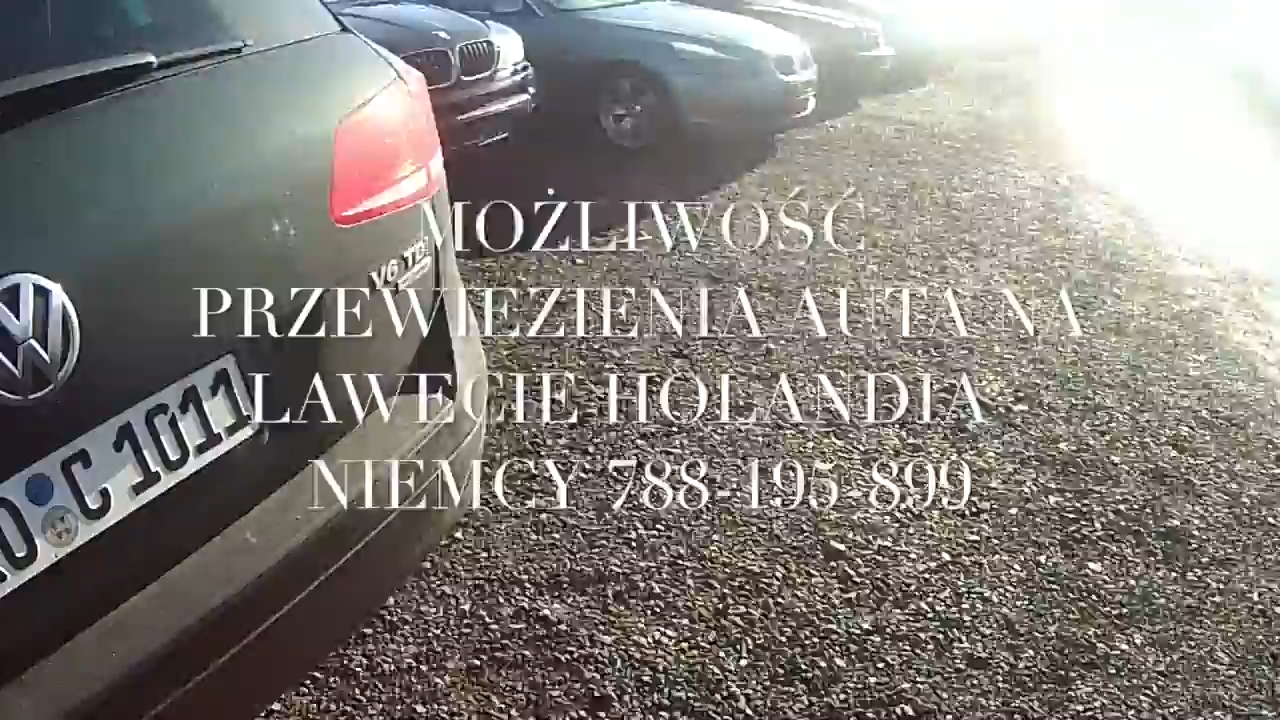 MOŻLIWOŚĆ
PRZEWIEZIENIA AUTA NA
LAWECIE HOLANDIA
NIEMCY 788-195-899
V6 TDI
C 1011